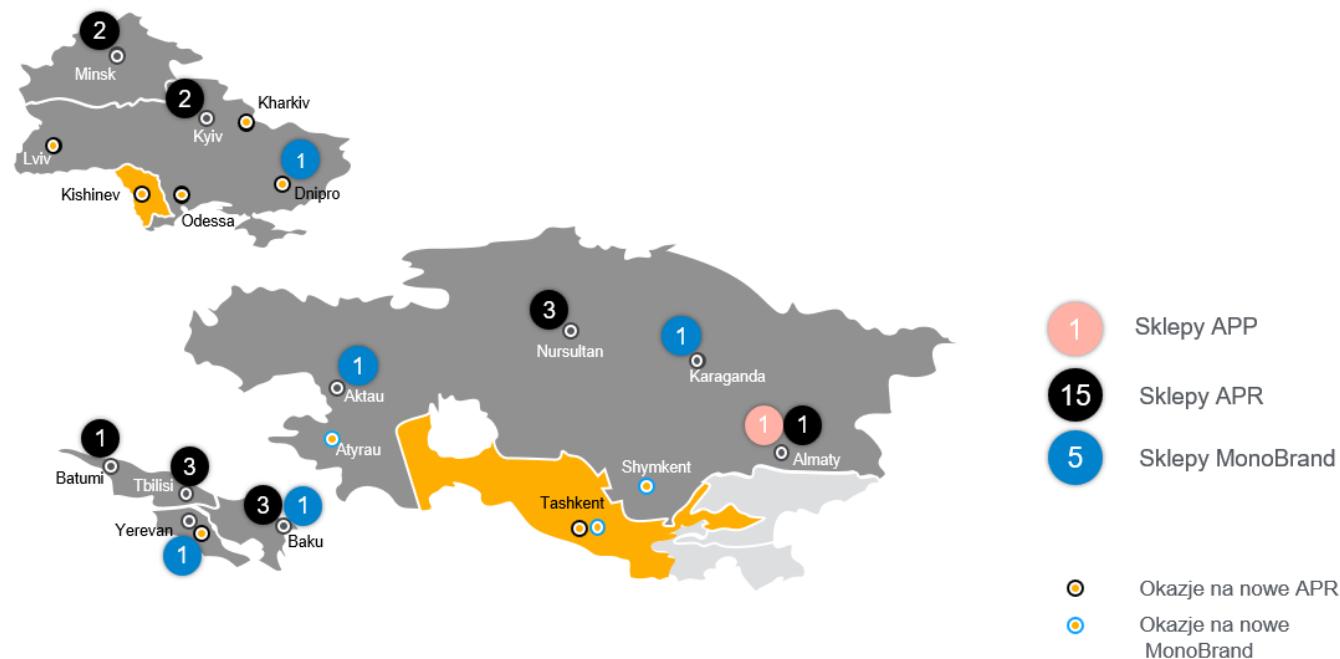 2
Minsk
2
Kyiv
Kharkiv
Lviv
1
Dnipro
Kishinev
Odessa
3
Nursultan
1
Karaganda
1
Aktau
Atyrau
1
1
Almaty
Shymkent
Tashkent
1
Batumi
3
Tbilisi
3
1
Baku
Yerevan
1
1 Sklepy APP
15 Sklepy APR
5 Sklepy MonoBrand
Okazje na nowe APR
Okazje na nowe
MonoBrand